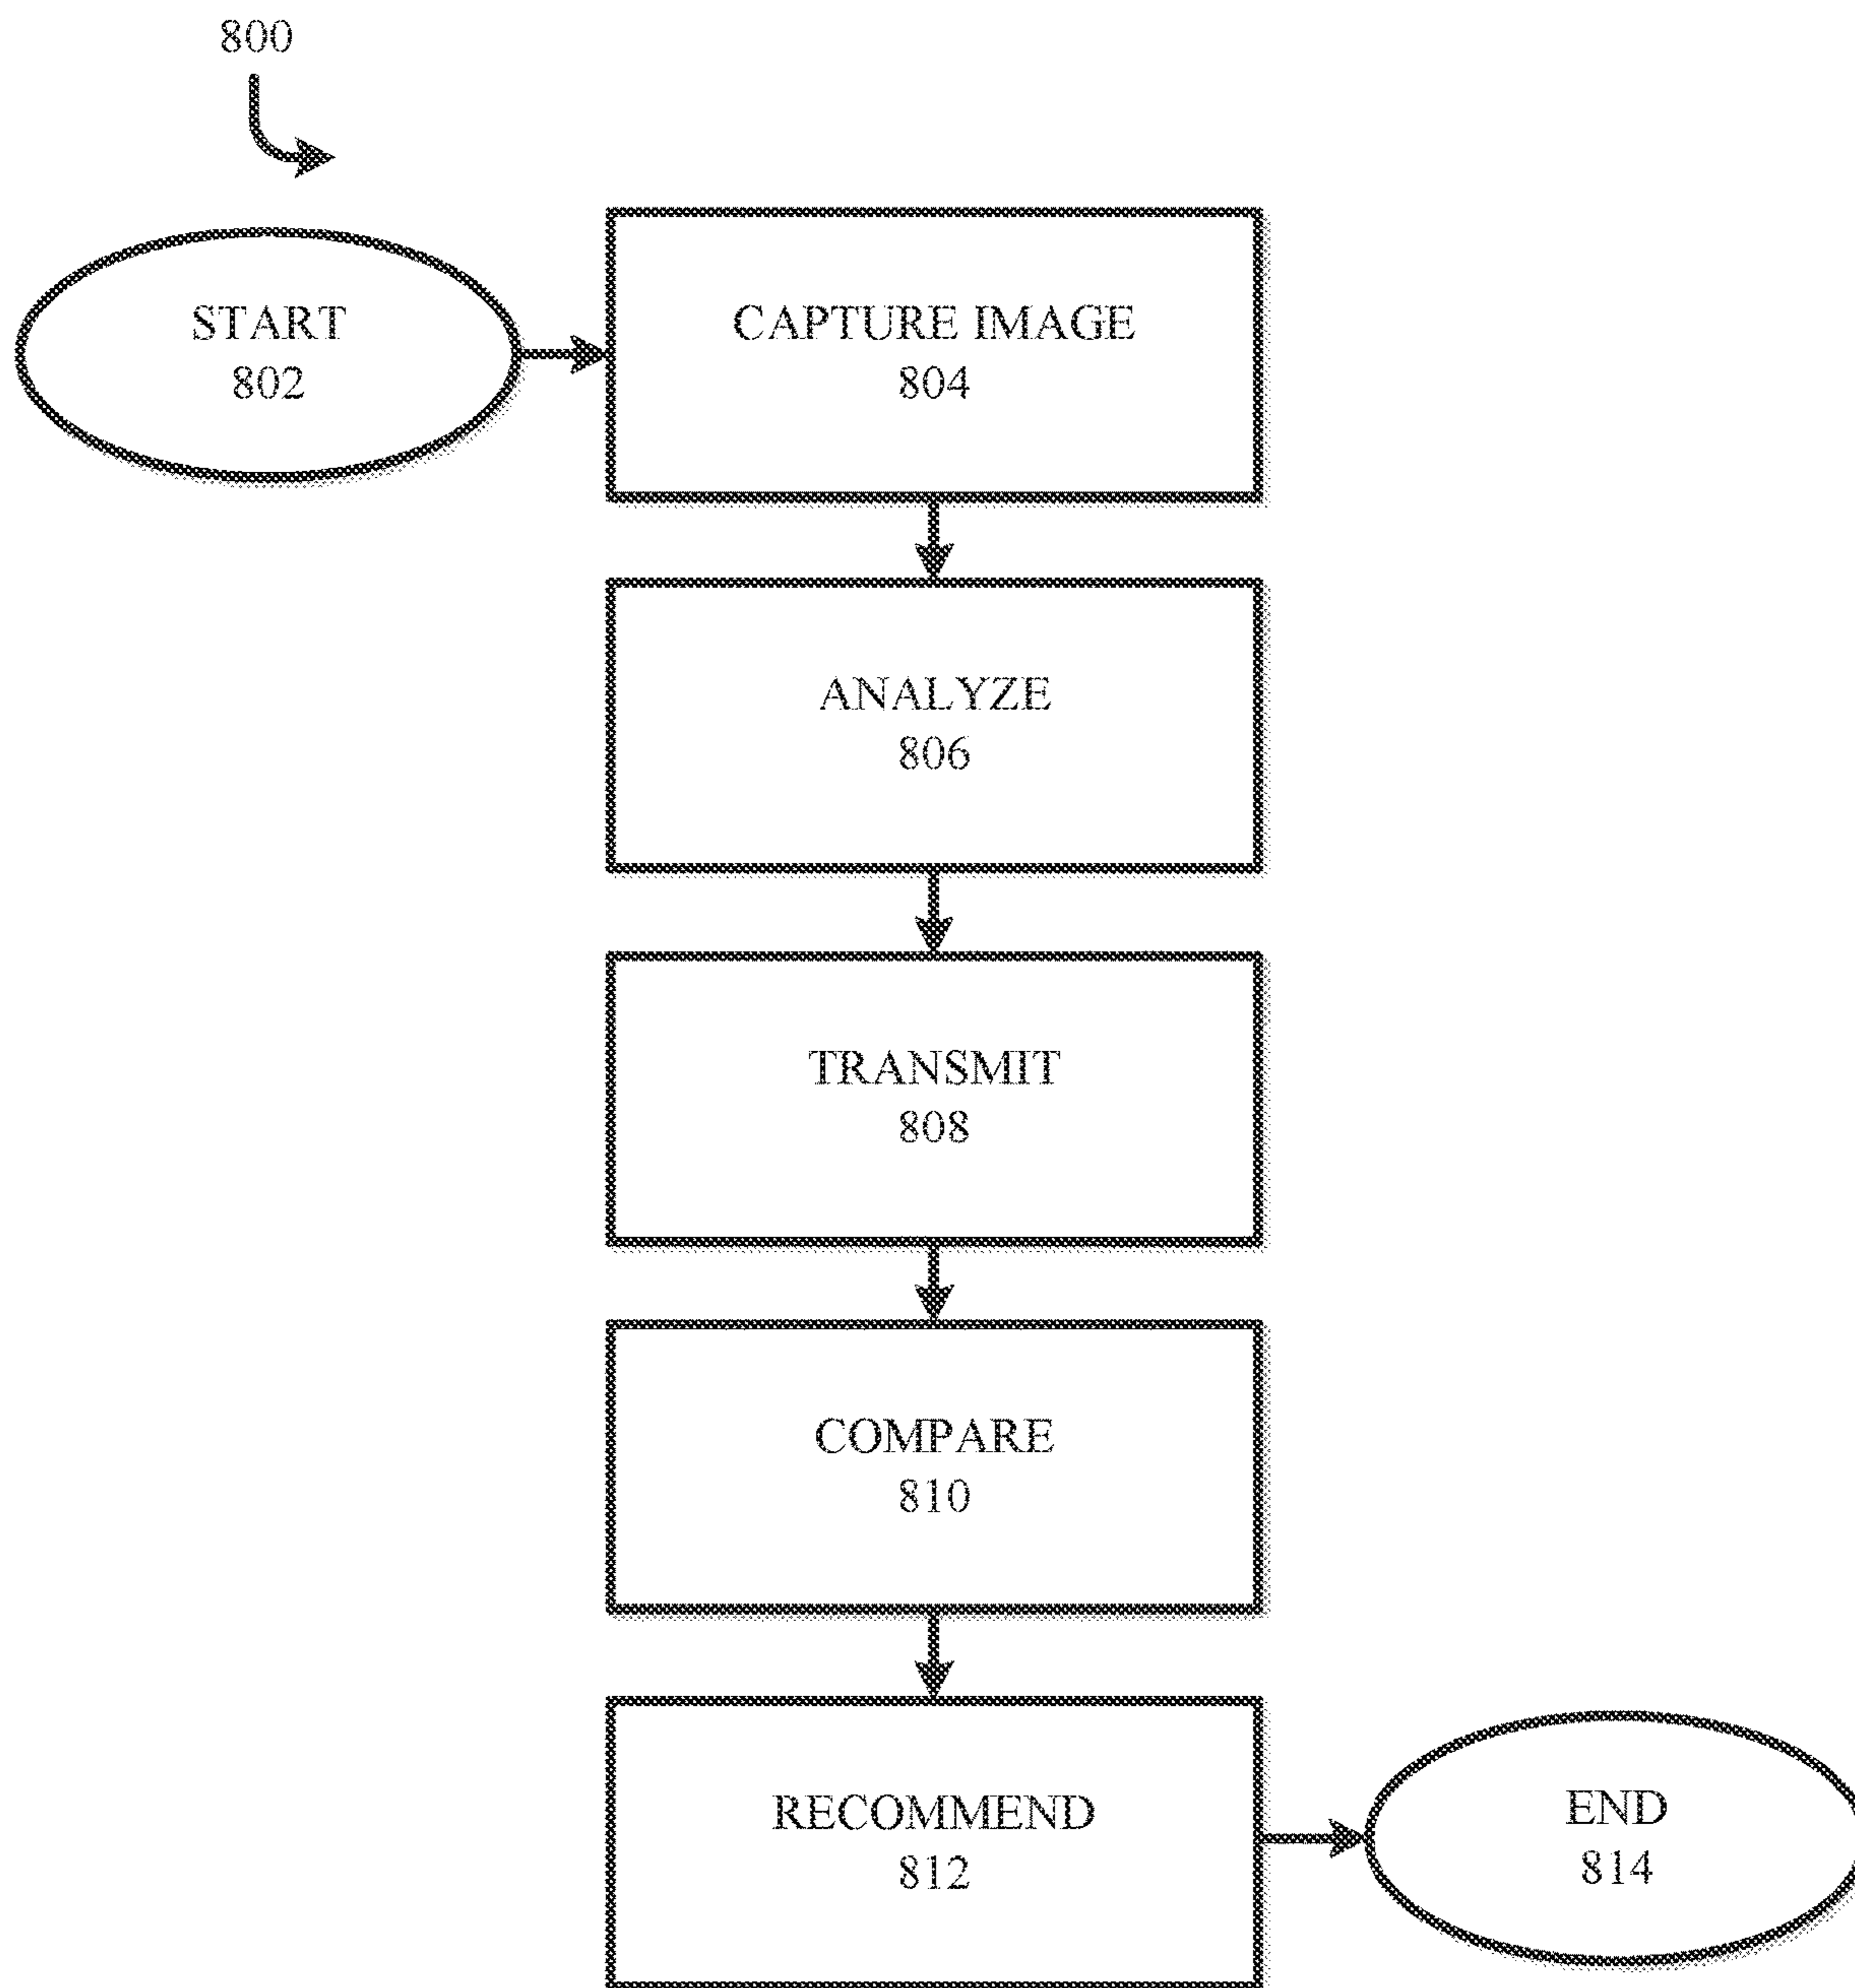 800
START
802
CAPTURE IMAGE
804
ANALYZE
806
TRANSMIT
808
COMPARE
810
RECOMMEND
812
END
814